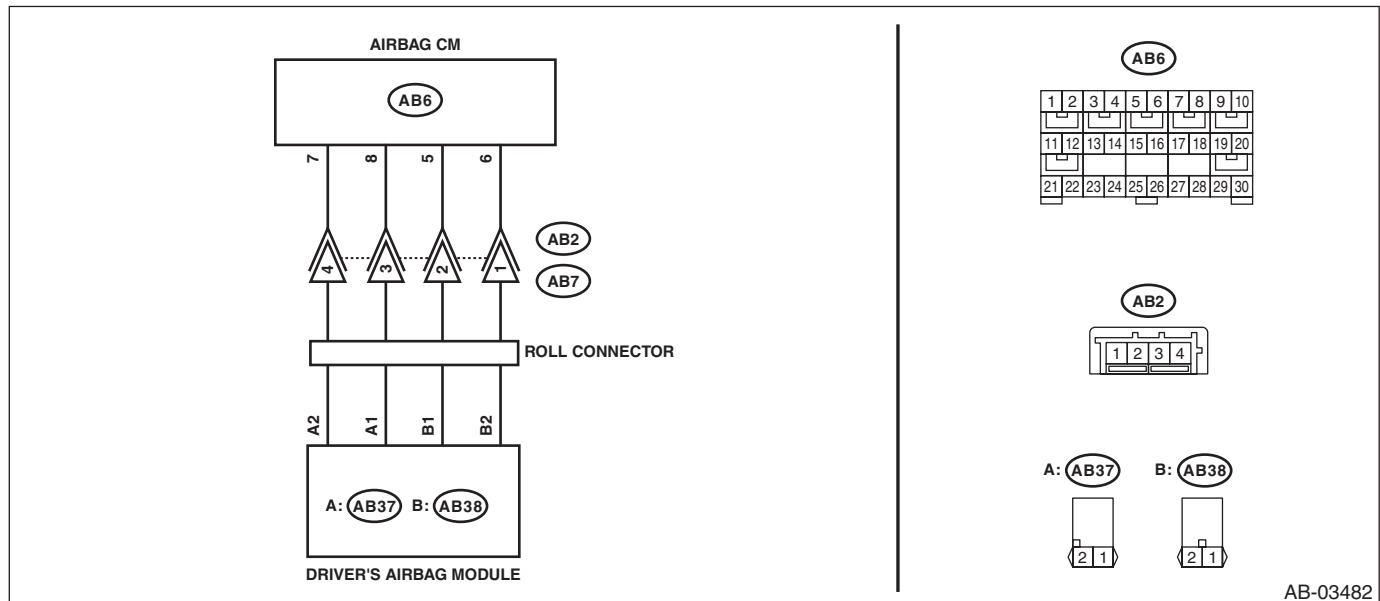 AIRBAG CM
AB6
7 8 5 6
4 3 2 1
AB2
AB7
ROLL CONNECTOR
A2 A1 B1 B2
A: AB37 B: AB38
DRIVER'S AIRBAG MODULE
AB6
1 2 3 4 5 6 7 8 9 10
11 12 13 14 15 16 17 18 19 20
21 22 23 24 25 26 27 28 29 30
AB2
1 2 3 4
A: AB37 B: AB38
2 1 2 1
AB-03482